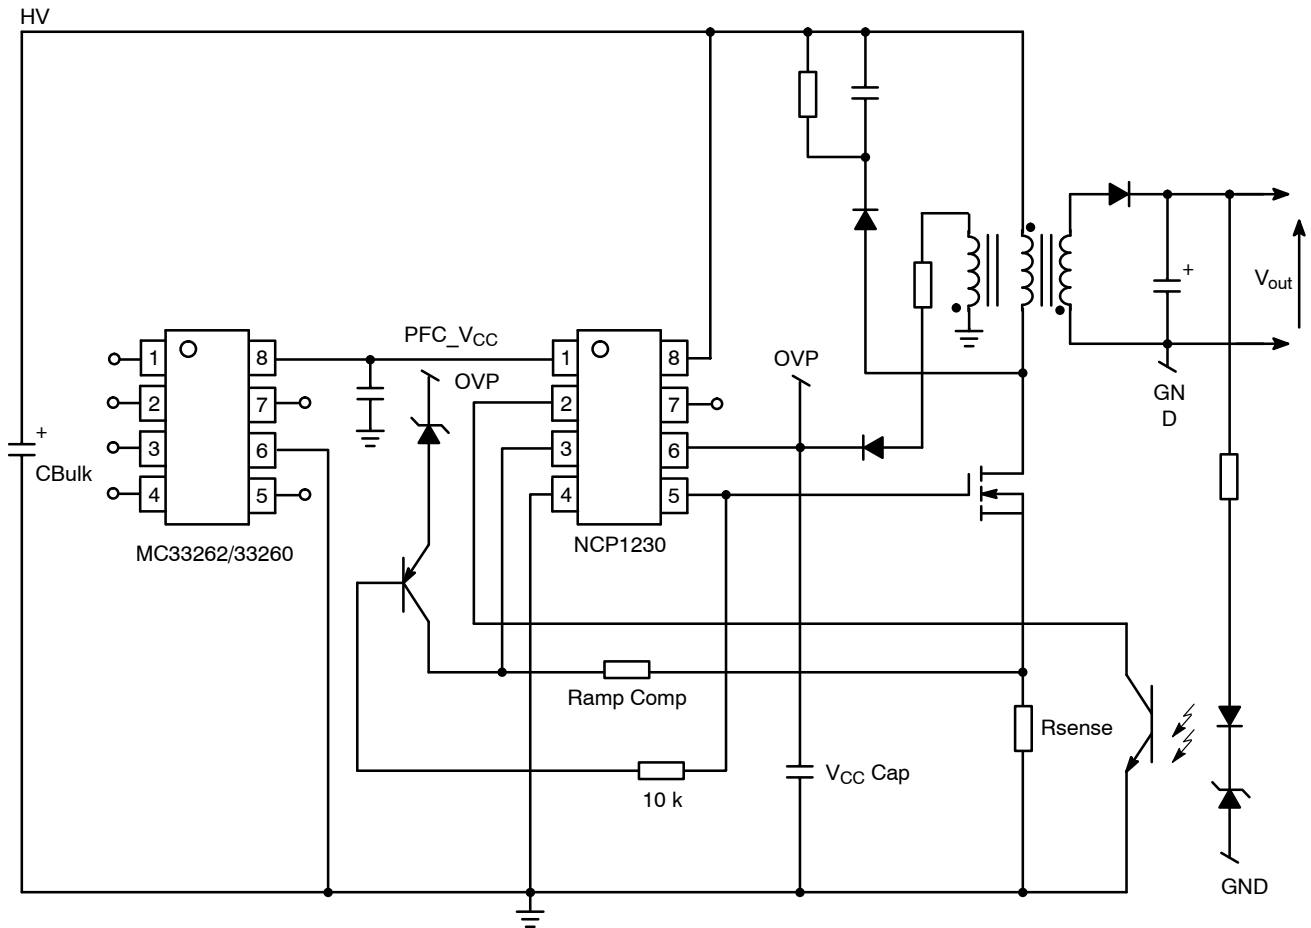 HV
PFC_VCC
OVP
OVP
1
2
3
4
8
7
6
5
1
2
3
4
8
7
6
5
+
CBulk
MC33262/33260
NCP1230
+
Vout
GN
D
Ramp Comp
Rsense
10 k
VCC Cap
GND